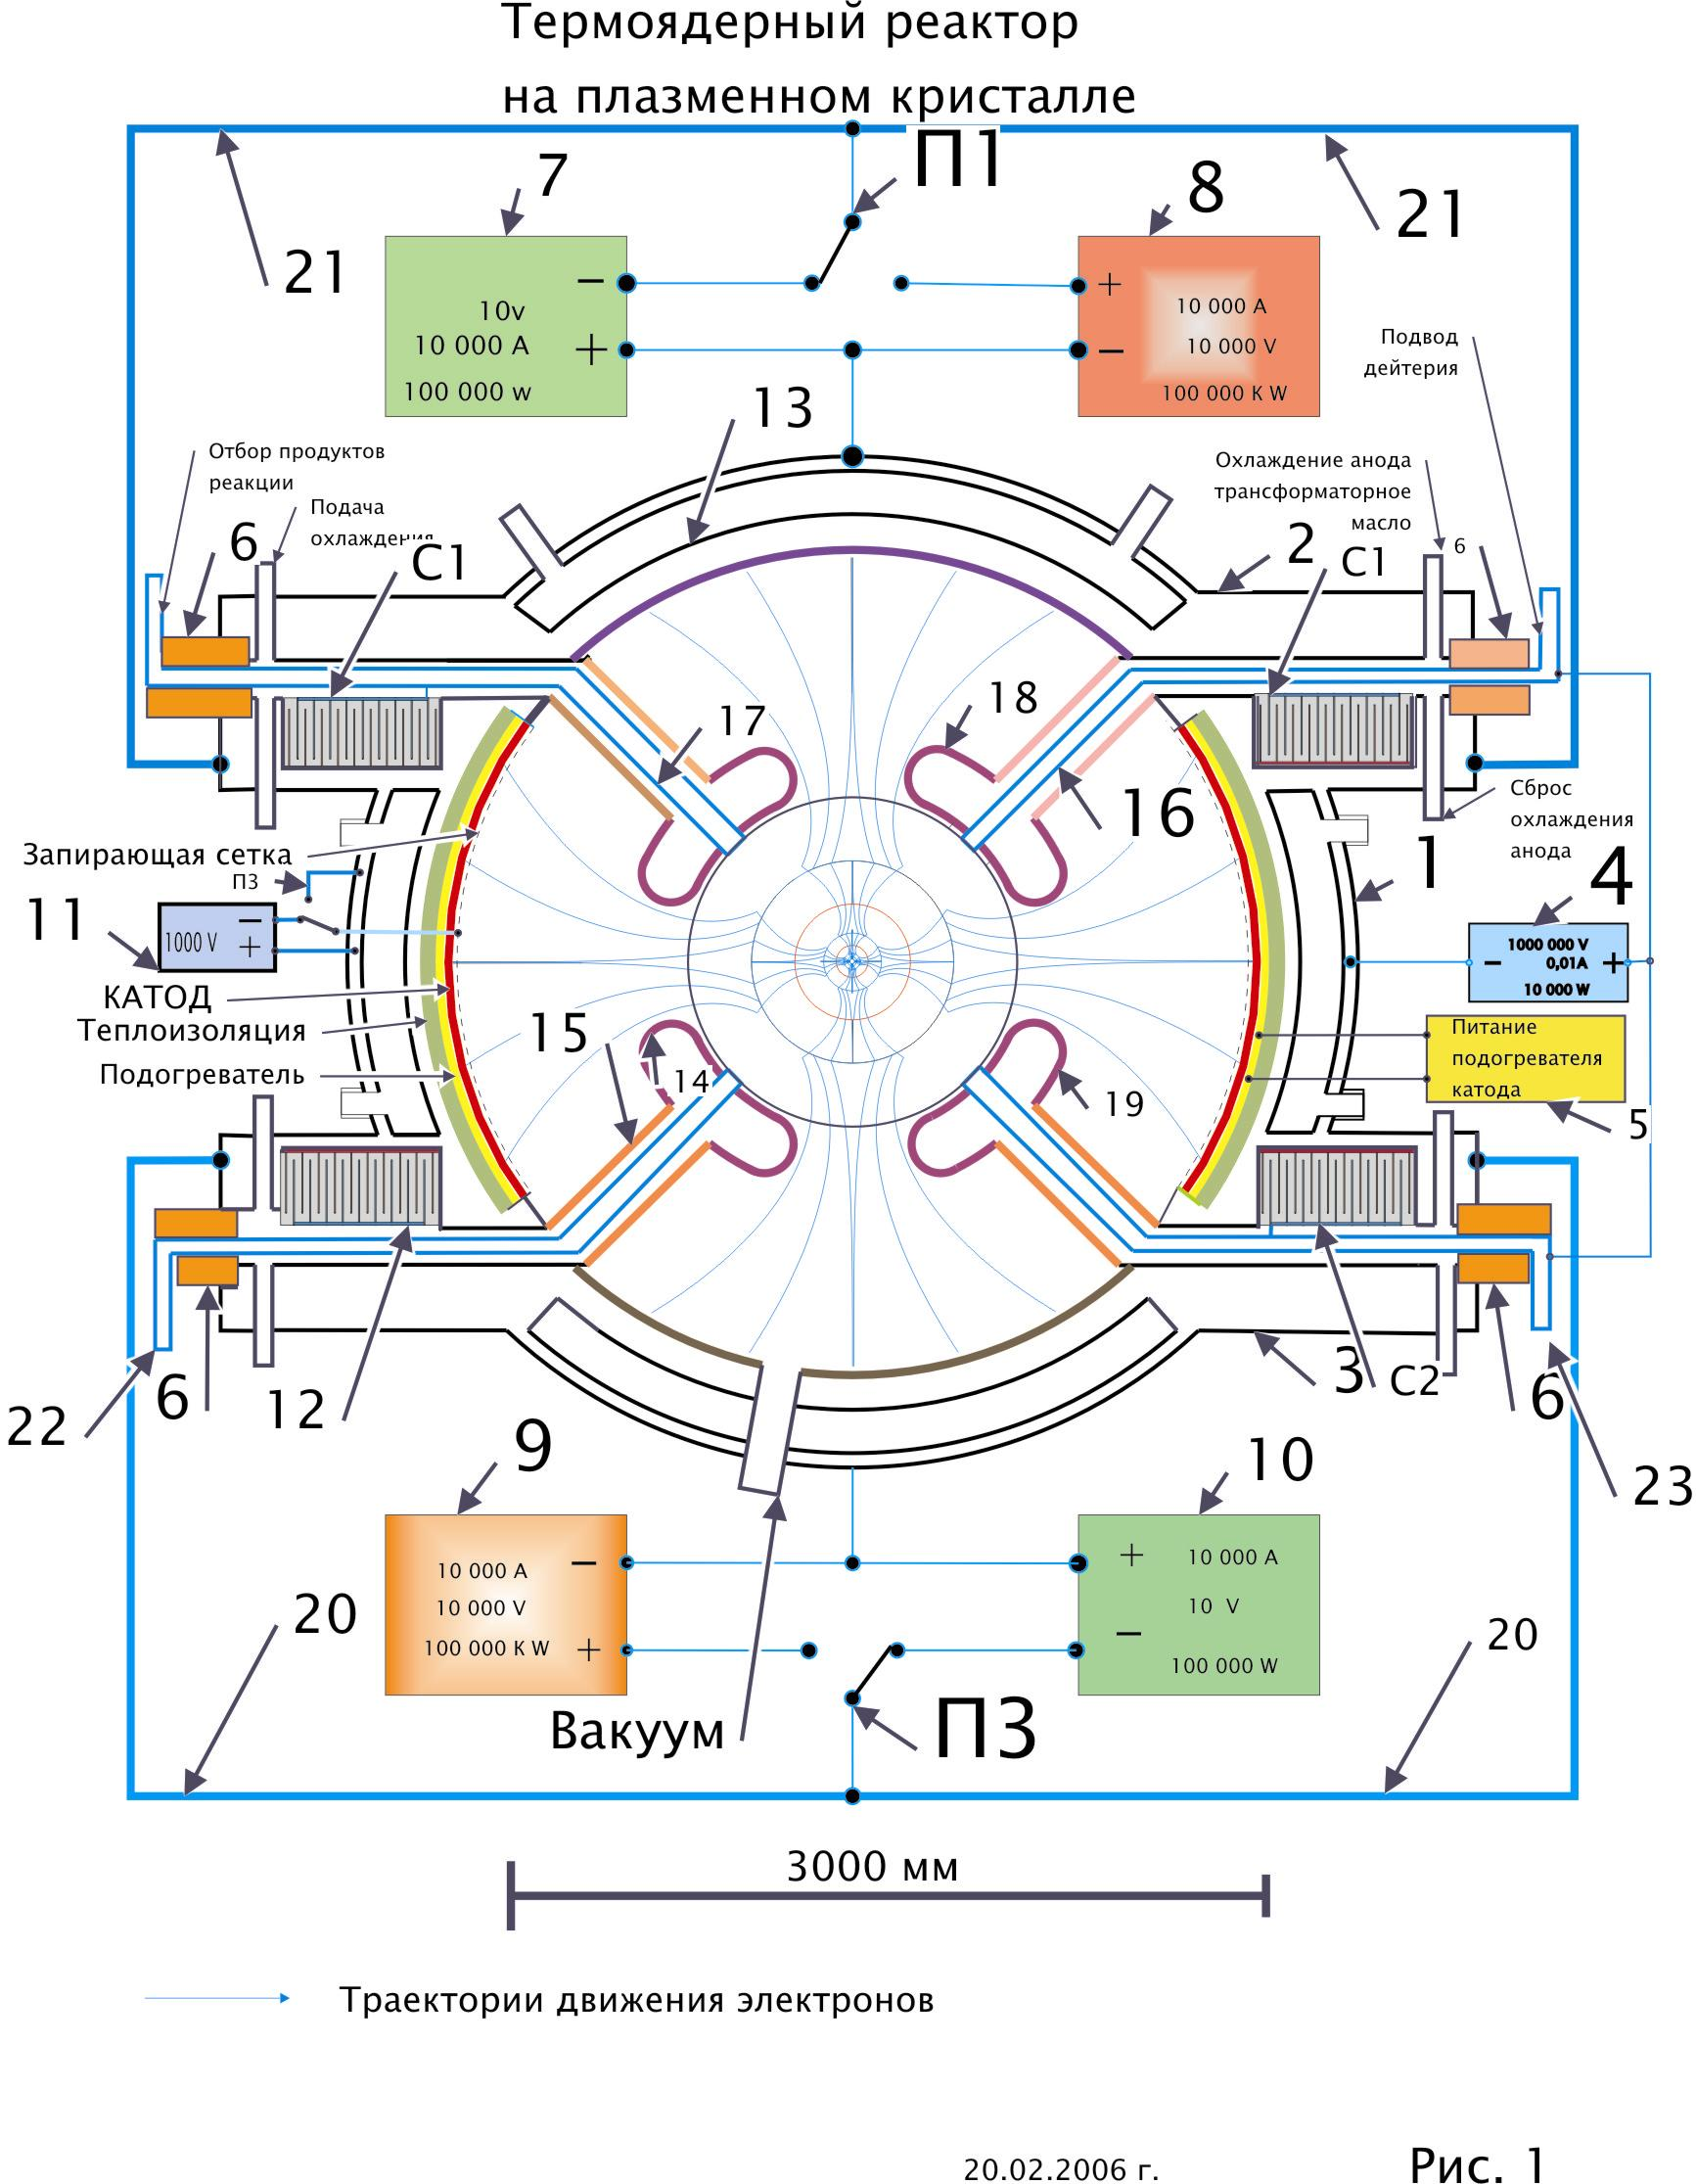 Термоядерный реактор
на плазменном кристалле
П1
7
8
21
21
10v
10 000 A
100 000 w
−
+
+
−
10 000 A
10 000 V
100 000 K W
Подвод
дейтерия
13
Отбор продуктов
реакции
Подача
охлаждения
6
С1
Охлаждение анода
трансформаторное
масло
2
С1
6
17
18
16
Сброс
охлаждения
анода
Запирающая сетка
П3
11
1000 V
−
+
1
4
1000 000 V
0,01A
10 000 W
−
+
КАТОД
Теплоизоляция
Подогреватель
15
14
19
Питание
подогревателя
катода
5
22
6
12
3
С2
6
23
9
10
10 000 A
10 000 V
100 000 K W
−
+
+
−
10 000 A
10 V
100 000 W
20
20
Вакуум
П3
3000 мм
Траектории движения электронов
20.02.2006 г.
Рис. 1